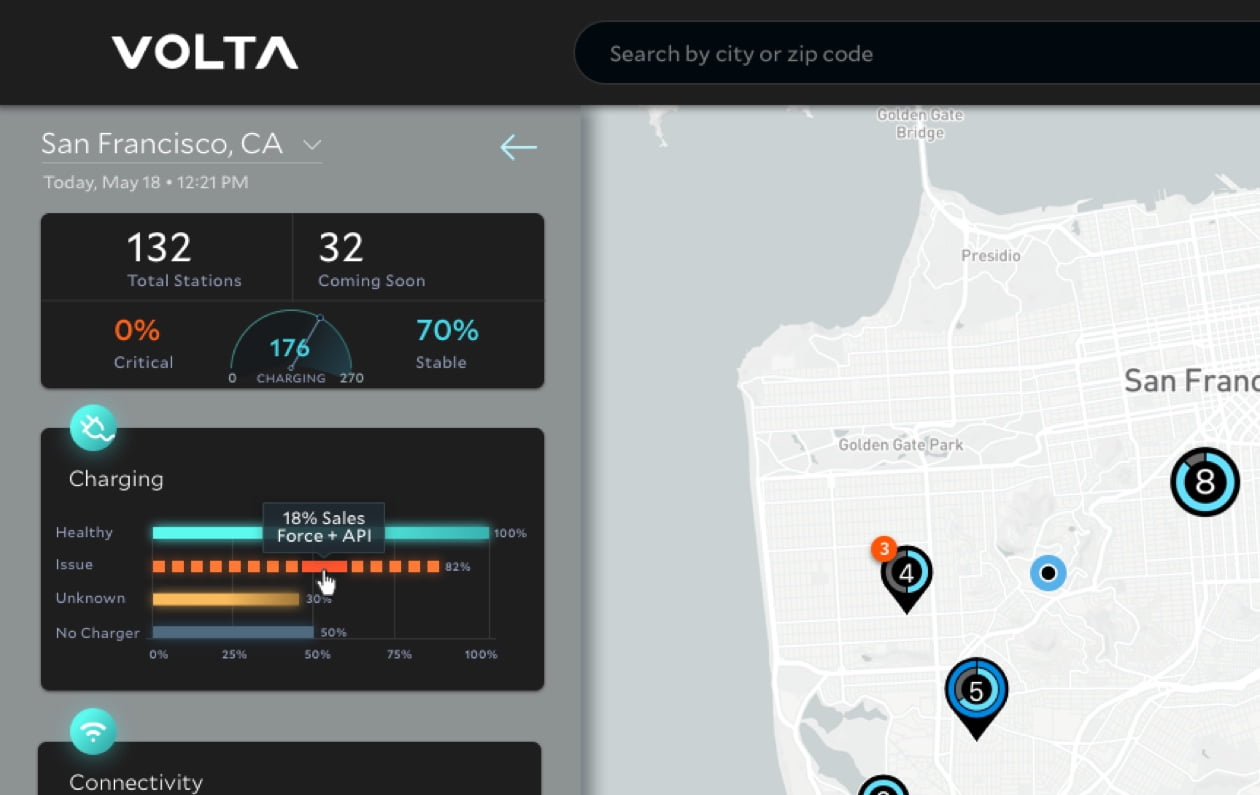 VOLTA
Search by city or zip code
San Francisco, CA
Today, May 18 • 12:21 PM
132
Total Stations
32
Coming Soon
0%
Critical
176
0 CHARGING 270
70%
Stable
Charging
18% Sales
Force + API
Healthy 100%
Issue 82%
Unknown 30%
No Charger 50%
0% 25% 50% 75% 100%
Connectivity
Golden Gate
Bridge
Presidio
San Franc
Golden Gate Park
8
3
4
5